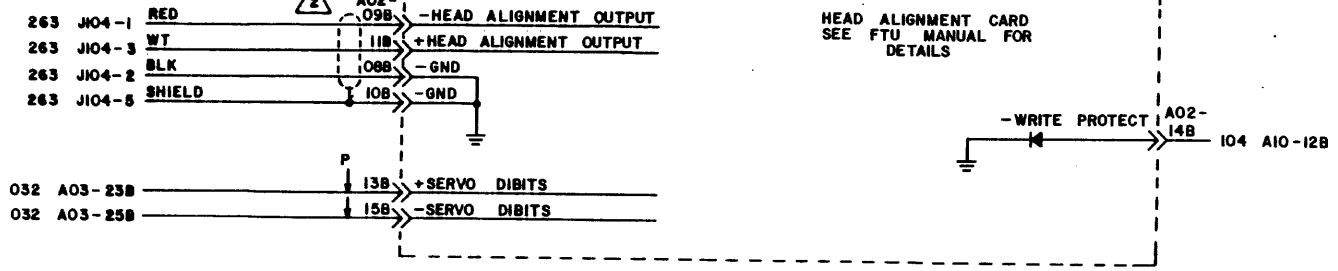 2
A02-
263 J104-1 RED 09B -HEAD ALIGNMENT OUTPUT
263 J104-3 WT 11B +HEAD ALIGNMENT OUTPUT
263 J104-2 BLK 08B -GND
263 J104-5 SHIELD 10B -GND
HEAD ALIGNMENT CARD
SEE FTU MANUAL FOR
DETAILS
-WRITE PROTECT A02-
14B 104 A10-12B
P
032 A03-23B 13B +SERVO DIBITS
032 A03-25B 15B -SERVO DIBITS